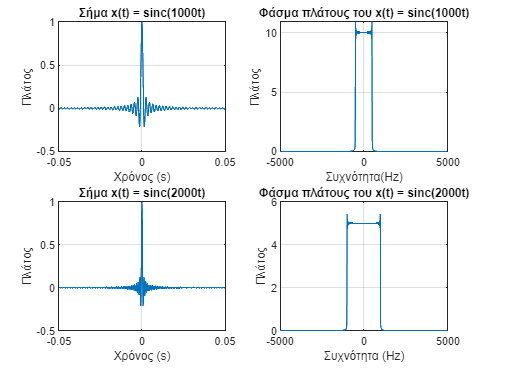 Σήμα x(t) = sinc(1000t)
Πλάτος
1
0.5
0
-0.5
-0.05
0
0.05
Χρόνος (s)
Φάσμα πλάτους του x(t) = sinc(1000t)
Πλάτος
10
5
0
-5000
0
5000
Συχνότητα(Hz)
Σήμα x(t) = sinc(2000t)
Πλάτος
1
0.5
0
-0.5
-0.05
0
0.05
Χρόνος (s)
Φάσμα πλάτους του x(t) = sinc(2000t)
Πλάτος
6
4
2
0
-5000
0
5000
Συχνότητα (Hz)